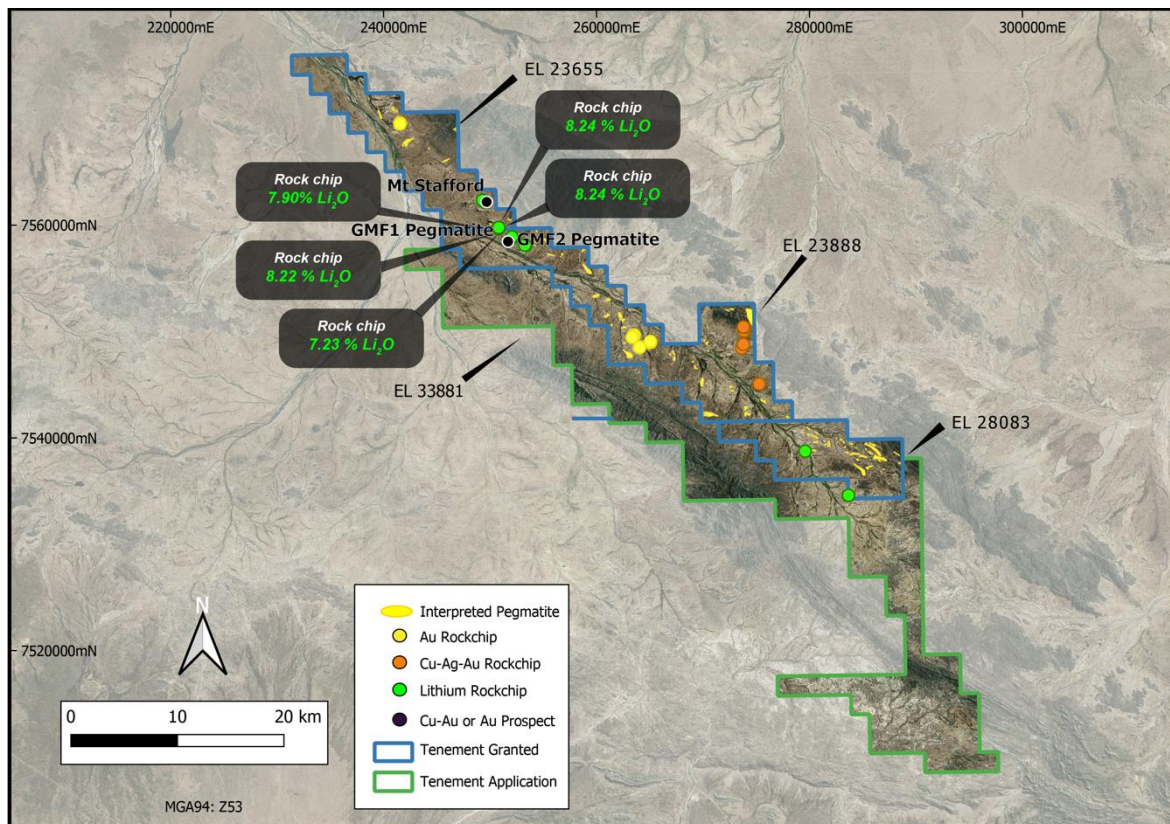 220000mE
240000mE
260000mE
280000mE
300000mE
EL 23655
Rock chip
8.24 % Li₂O
Rock chip
7.90% Li₂O
Mt Stafford
Rock chip
8.24 % Li₂O
7560000mN
GMF1 Pegmatite
GMF2 Pegmatite
EL 23888
Rock chip
8.22 % Li₂O
Rock chip
7.23 % Li₂O
EL 33881
EL 28083
7540000mN
7520000mN
N
0 10 20 km
MGA94: Z53
Interpreted Pegmatite
Au Rockchip
Cu-Ag-Au Rockchip
Lithium Rockchip
Cu-Au or Au Prospect
Tenement Granted
Tenement Application